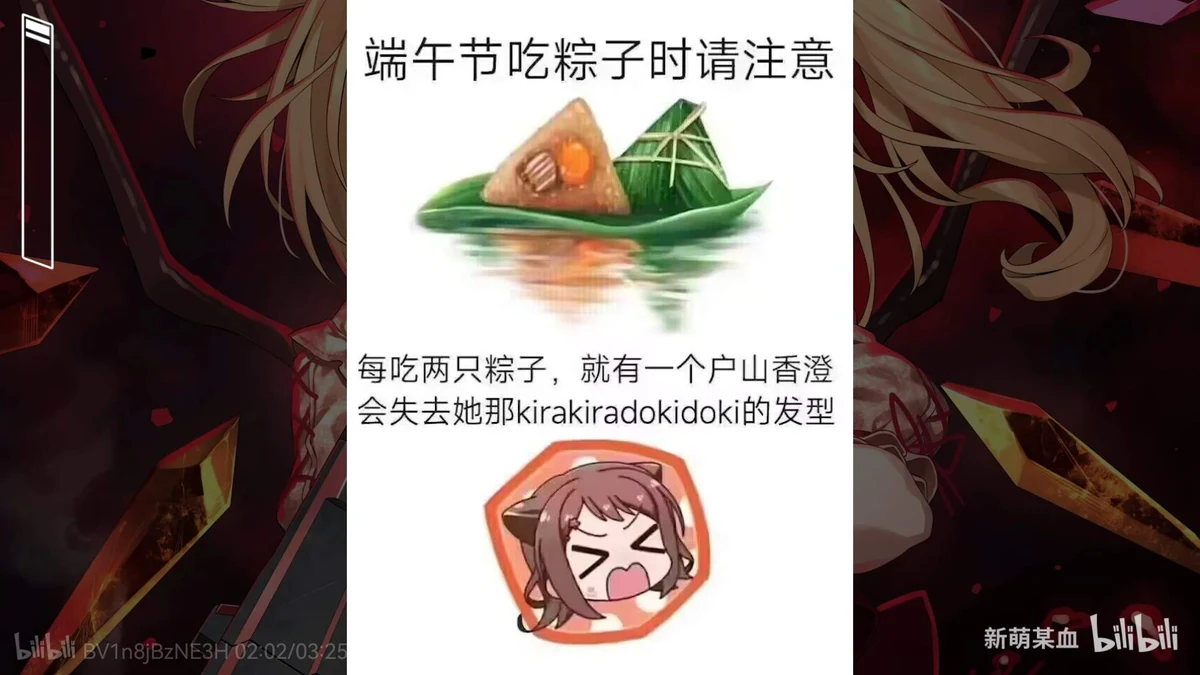 端午节吃粽子时请注意
每吃两只粽子，就有一个户山香澄
会失去她那kirakiradokidoki的发型
bilibili BV1n8jBzNE3H 02:02/03:25
新萌某血 bilibili